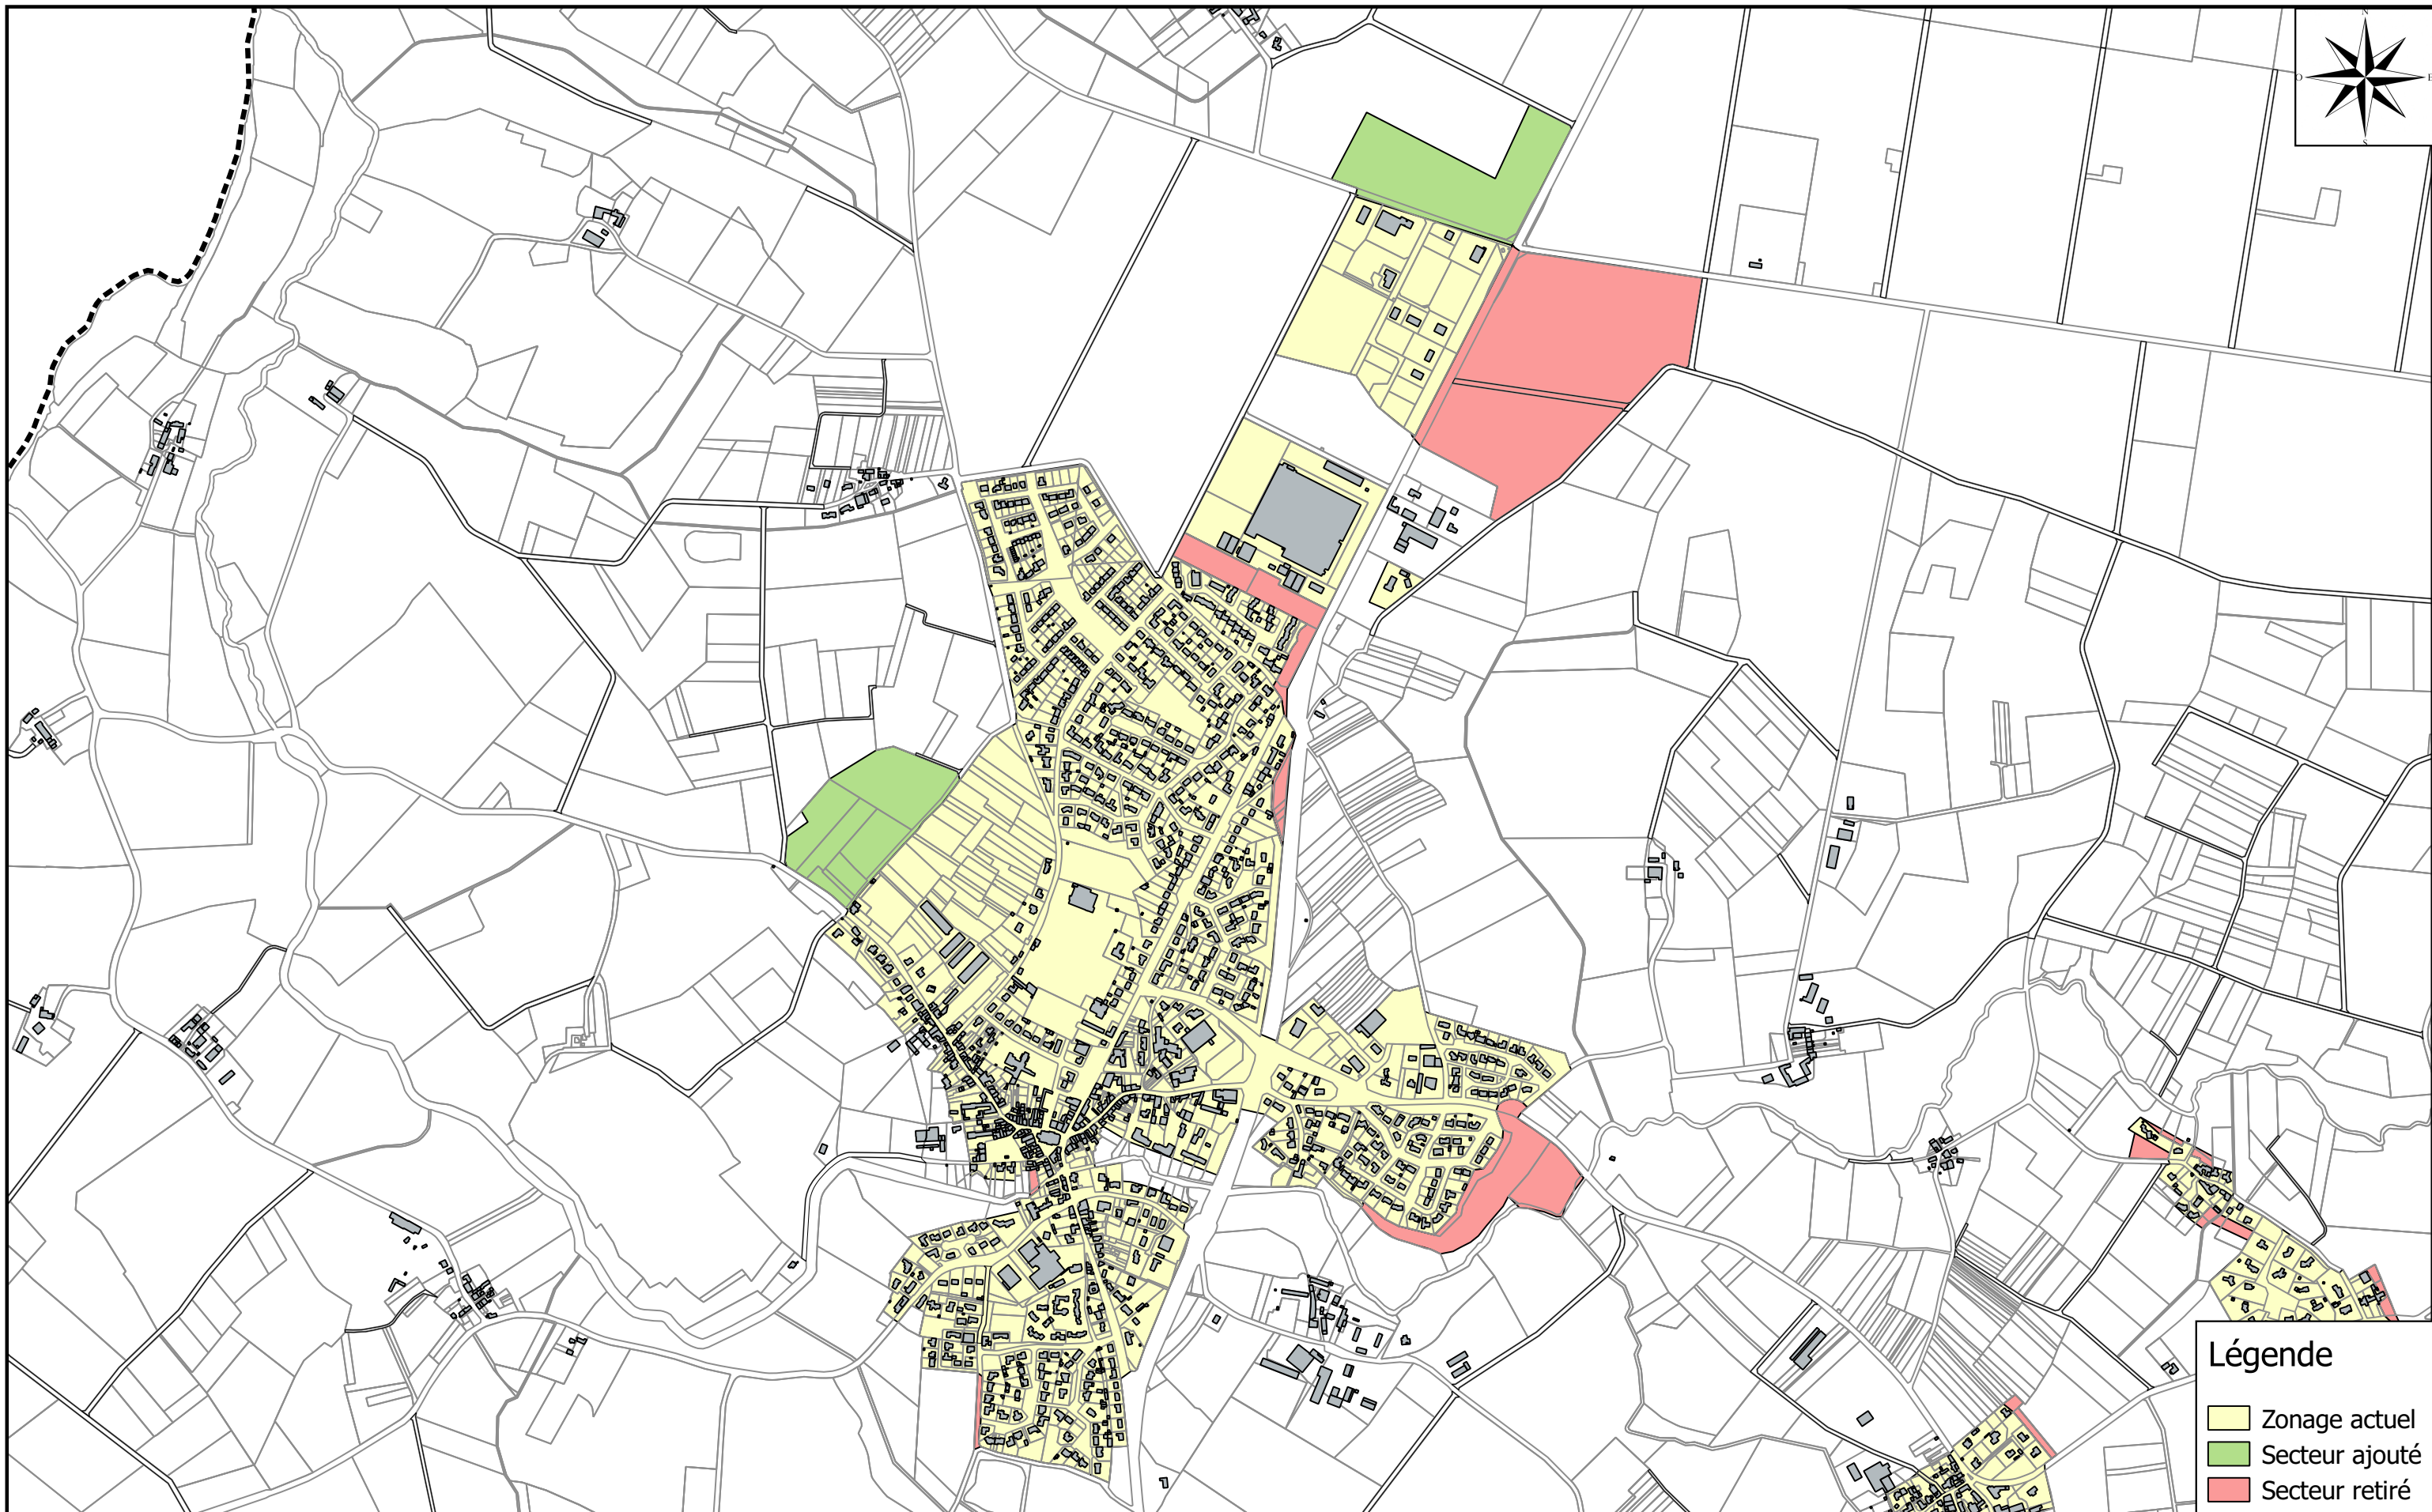 N
O
E
S
Légende
Zonage actuel
Secteur ajouté
Secteur retiré